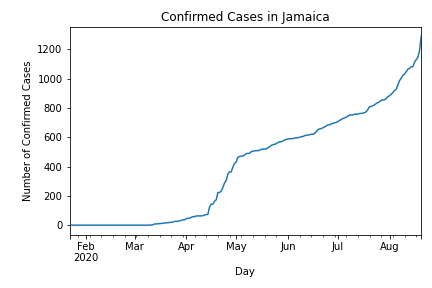 Confirmed Cases in Jamaica
Number of Confirmed Cases
1200
1000
800
600
400
200
0
Feb Mar Apr May Jun Jul Aug
2020
Day